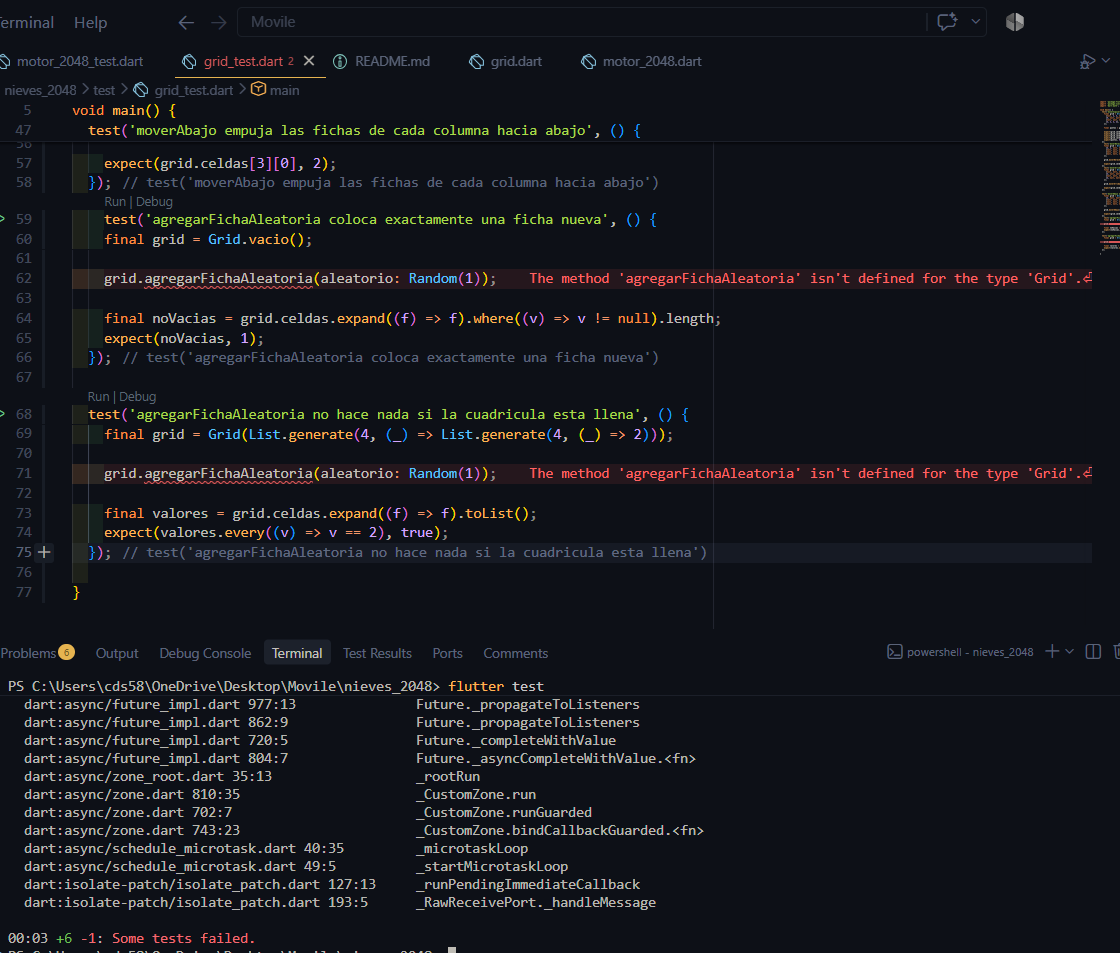 Terminal Help Movile
motor_2048_test.dart grid_test.dart 2 README.md grid.dart motor_2048.dart
nieves_2048 > test > grid_test.dart > main
5 void main() {
47 test('moverAbajo empuja las fichas de cada columna hacia abajo', () {
56
57 expect(grid.celdas[3][0], 2);
58 }); // test('moverAbajo empuja las fichas de cada columna hacia abajo')
Run | Debug
59 test('agregarFichaAleatoria coloca exactamente una ficha nueva', () {
60 final grid = Grid.vacio();
61
62 grid.agregarFichaAleatoria(aleatorio: Random(1)); The method 'agregarFichaAleatoria' isn't defined for the type 'Grid'.
63
64 final noVacias = grid.celdas.expand((f) => f).where((v) => v != null).length;
65 expect(noVacias, 1);
66 }); // test('agregarFichaAleatoria coloca exactamente una ficha nueva')
67
Run | Debug
68 test('agregarFichaAleatoria no hace nada si la cuadricula esta llena', () {
69 final grid = Grid(List.generate(4, (_) => List.generate(4, (_) => 2)));
70
71 grid.agregarFichaAleatoria(aleatorio: Random(1)); The method 'agregarFichaAleatoria' isn't defined for the type 'Grid'.
72
73 final valores = grid.celdas.expand((f) => f).toList();
74 expect(valores.every((v) => v == 2), true);
75 }); // test('agregarFichaAleatoria no hace nada si la cuadricula esta llena')
76
77 }
Problems 6 Output Debug Console Terminal Test Results Ports Comments powershell - nieves_2048
PS C:\Users\cds58\OneDrive\Desktop\Movile\nieves_2048> flutter test
dart:async/future_impl.dart 977:13 Future._propagateToListeners
dart:async/future_impl.dart 862:9 Future._propagateToListeners
dart:async/future_impl.dart 720:5 Future._completeWithValue
dart:async/future_impl.dart 804:7 Future._asyncCompleteWithValue.<fn>
dart:async/zone_root.dart 35:13 _rootRun
dart:async/zone.dart 810:35 _CustomZone.run
dart:async/zone.dart 702:7 _CustomZone.runGuarded
dart:async/zone.dart 743:23 _CustomZone.bindCallbackGuarded.<fn>
dart:async/schedule_microtask.dart 40:35 _microtaskLoop
dart:async/schedule_microtask.dart 49:5 _startMicrotaskLoop
dart:isolate-patch/isolate_patch.dart 127:13 _runPendingImmediateCallback
dart:isolate-patch/isolate_patch.dart 193:5 _RawReceivePort._handleMessage
00:03 +6 -1: Some tests failed.